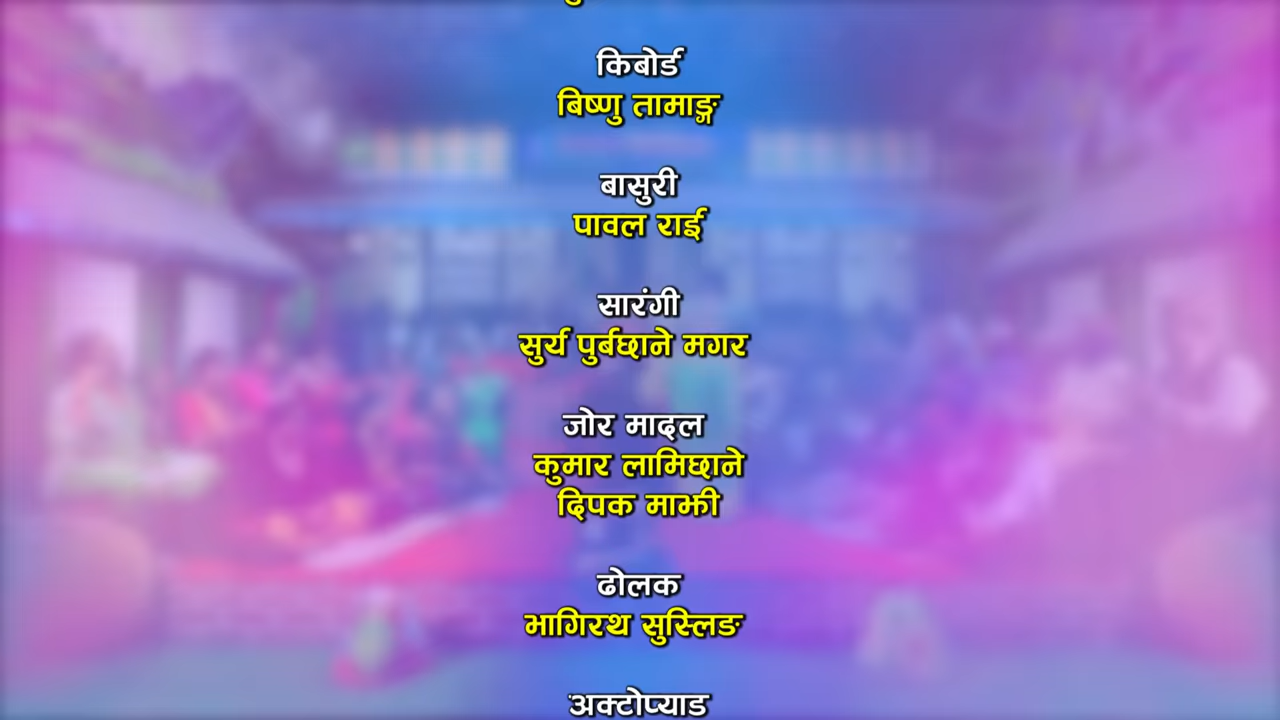 किबोर्ड
बिष्णु तामाङ्ग
बासुरी
पावल राई
सारंगी
सुर्य पुर्बछाने मगर
जोर मादल
कुमार लामिछाने
दिपक माझी
ढोलक
भागिरथ सुस्लिङ
अक्टोप्याड